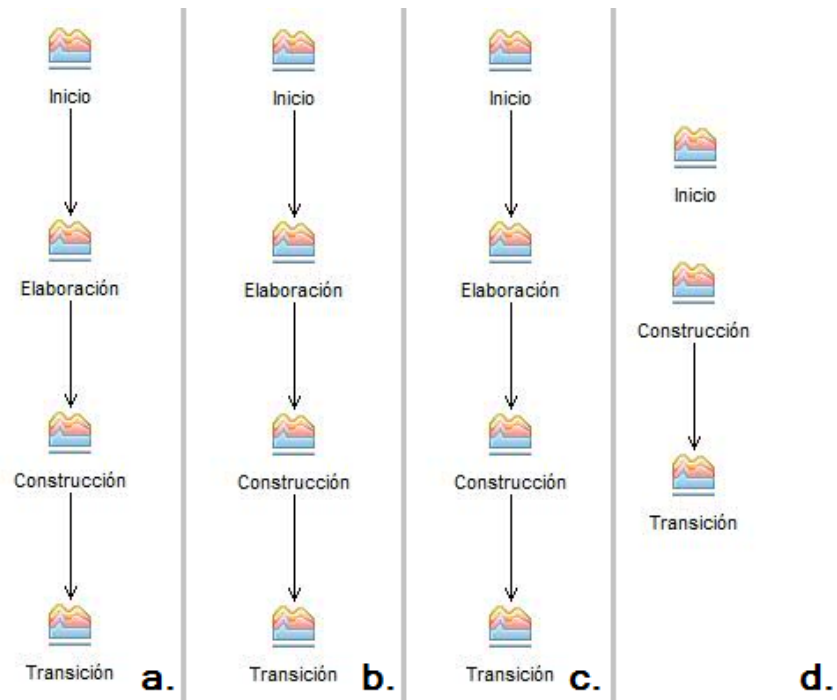 Inicio
Elaboración
Construcción
Transición
a.
Inicio
Elaboración
Construcción
Transición
b.
Inicio
Elaboración
Construcción
Transición
c.
Inicio
Construcción
Transición
d.